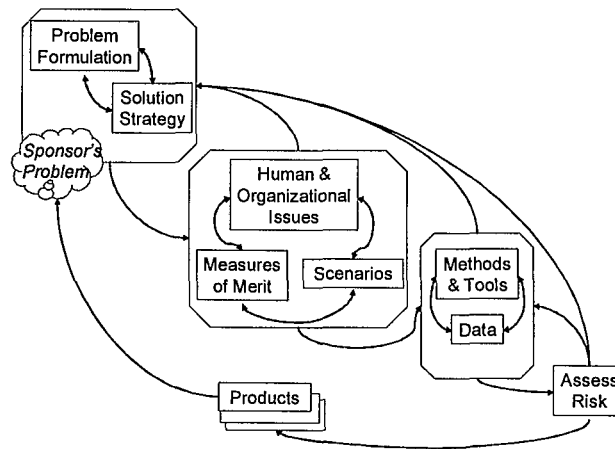 Problem
Formulation
Solution
Strategy
Sponsor's
Problem
Human &
Organizational
Issues
Measures
of Merit
Scenarios
Methods
& Tools
Data
Products
Assess
Risk